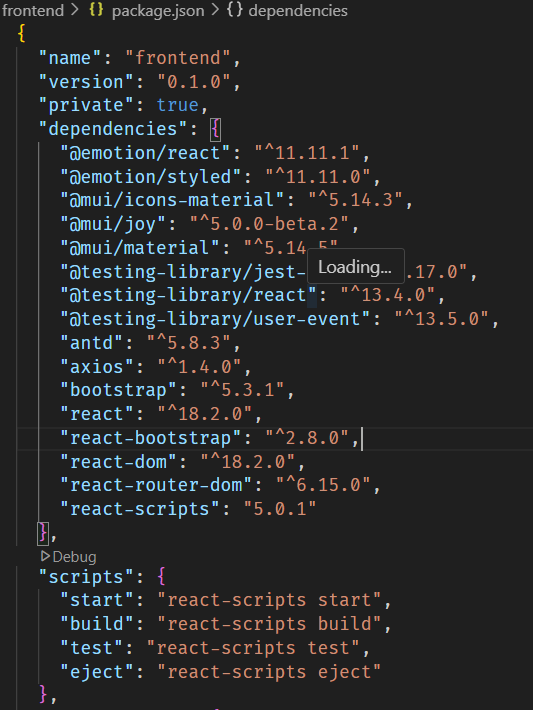 frontend > {} package.json > {} dependencies
{
"name": "frontend",
"version": "0.1.0",
"private": true,
"dependencies": {
"@emotion/react": "^11.11.1",
"@emotion/styled": "^11.11.0",
"@mui/icons-material": "^5.14.3",
"@mui/joy": "^5.0.0-beta.2",
"@mui/material": "^5.14.5"
Loading...
"@testing-library/jest- .17.0",
"@testing-library/react": "^13.4.0",
"@testing-library/user-event": "^13.5.0",
"antd": "^5.8.3",
"axios": "^1.4.0",
"bootstrap": "^5.3.1",
"react": "^18.2.0",
"react-bootstrap": "^2.8.0",
"react-dom": "^18.2.0",
"react-router-dom": "^6.15.0",
"react-scripts": "5.0.1"
},
Debug
"scripts": {
"start": "react-scripts start",
"build": "react-scripts build",
"test": "react-scripts test",
"eject": "react-scripts eject"
},